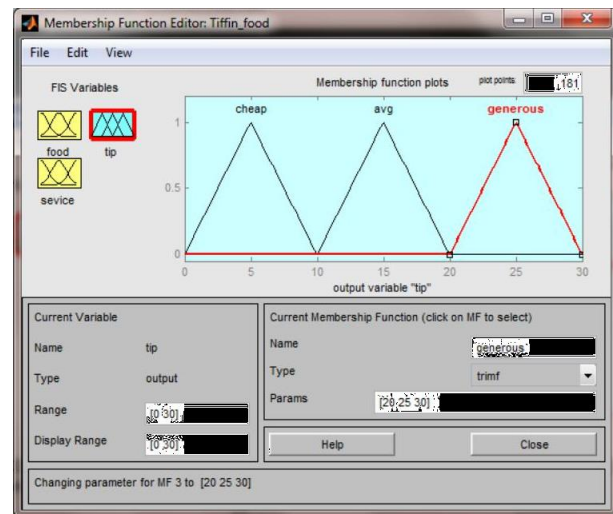 Membership Function Editor: Tiffin_food
File Edit View
FIS Variables
food
tip
sevice
Membership function plots
plot points:
181
cheap avg generous
1
0.5
0
0 5 10 15 20 25 30
output variable "tip"
Current Variable
Name tip
Type output
Range [0 30]
Display Range [0 30]
Current Membership Function (click on MF to select)
Name generous
Type trimf
Params [20 25 30]
Help Close
Changing parameter for MF 3 to [20 25 30]